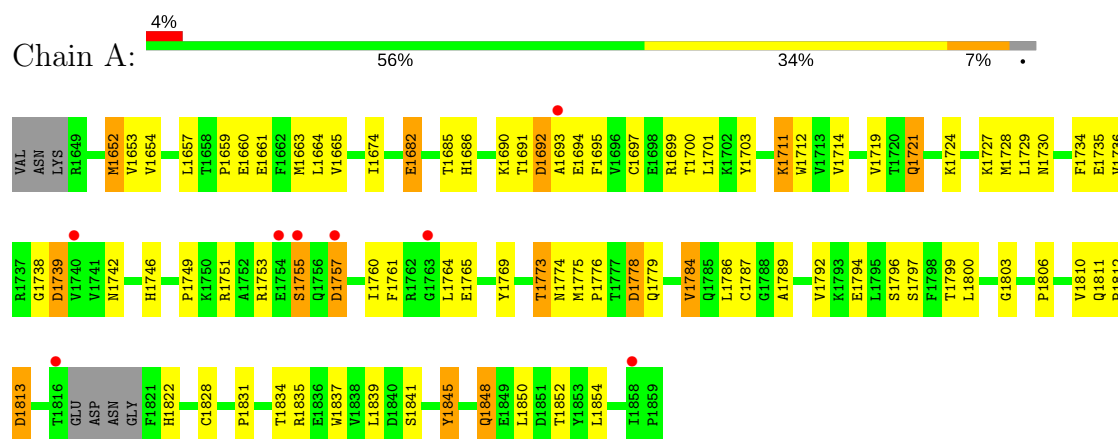 4%
Chain A:
56% 34% 7% •
VAL ASN LYS R1649 M1652 V1653 V1654 L1657 T1658 P1659 E1660 E1661 F1662 M1663 L1664 V1665 I1674 E1682 T1685 H1686 K1690 T1691 D1692 A1693 E1694 F1695 V1696 C1697 E1698 R1699 T1700 L1701 K1702 Y1703 K1711 W1712 V1713 V1714 V1719 T1720 Q1721 K1724 K1727 M1728 L1729 N1730 F1734 E1735 V1736
R1737 G1738 D1739 V1740 V1741 N1742 H1746 P1749 K1750 R1751 A1752 R1753 E1754 S1755 Q1756 D1757 I1760 F1761 R1762 G1763 L1764 E1765 Y1769 T1773 N1774 M1775 P1776 T1777 D1778 Q1779 V1784 Q1785 L1786 C1787 G1788 A1789 V1792 K1793 E1794 L1795 S1796 S1797 F1798 T1799 L1800 G1803 P1806 V1810 Q1811 P1812
D1813 T1816 GLU ASP ASN GLY F1821 H1822 C1828 P1831 T1834 R1835 E1836 W1837 V1838 L1839 D1840 S1841 Y1845 Q1848 E1849 L1850 D1851 T1852 Y1853 L1854 I1858 P1859